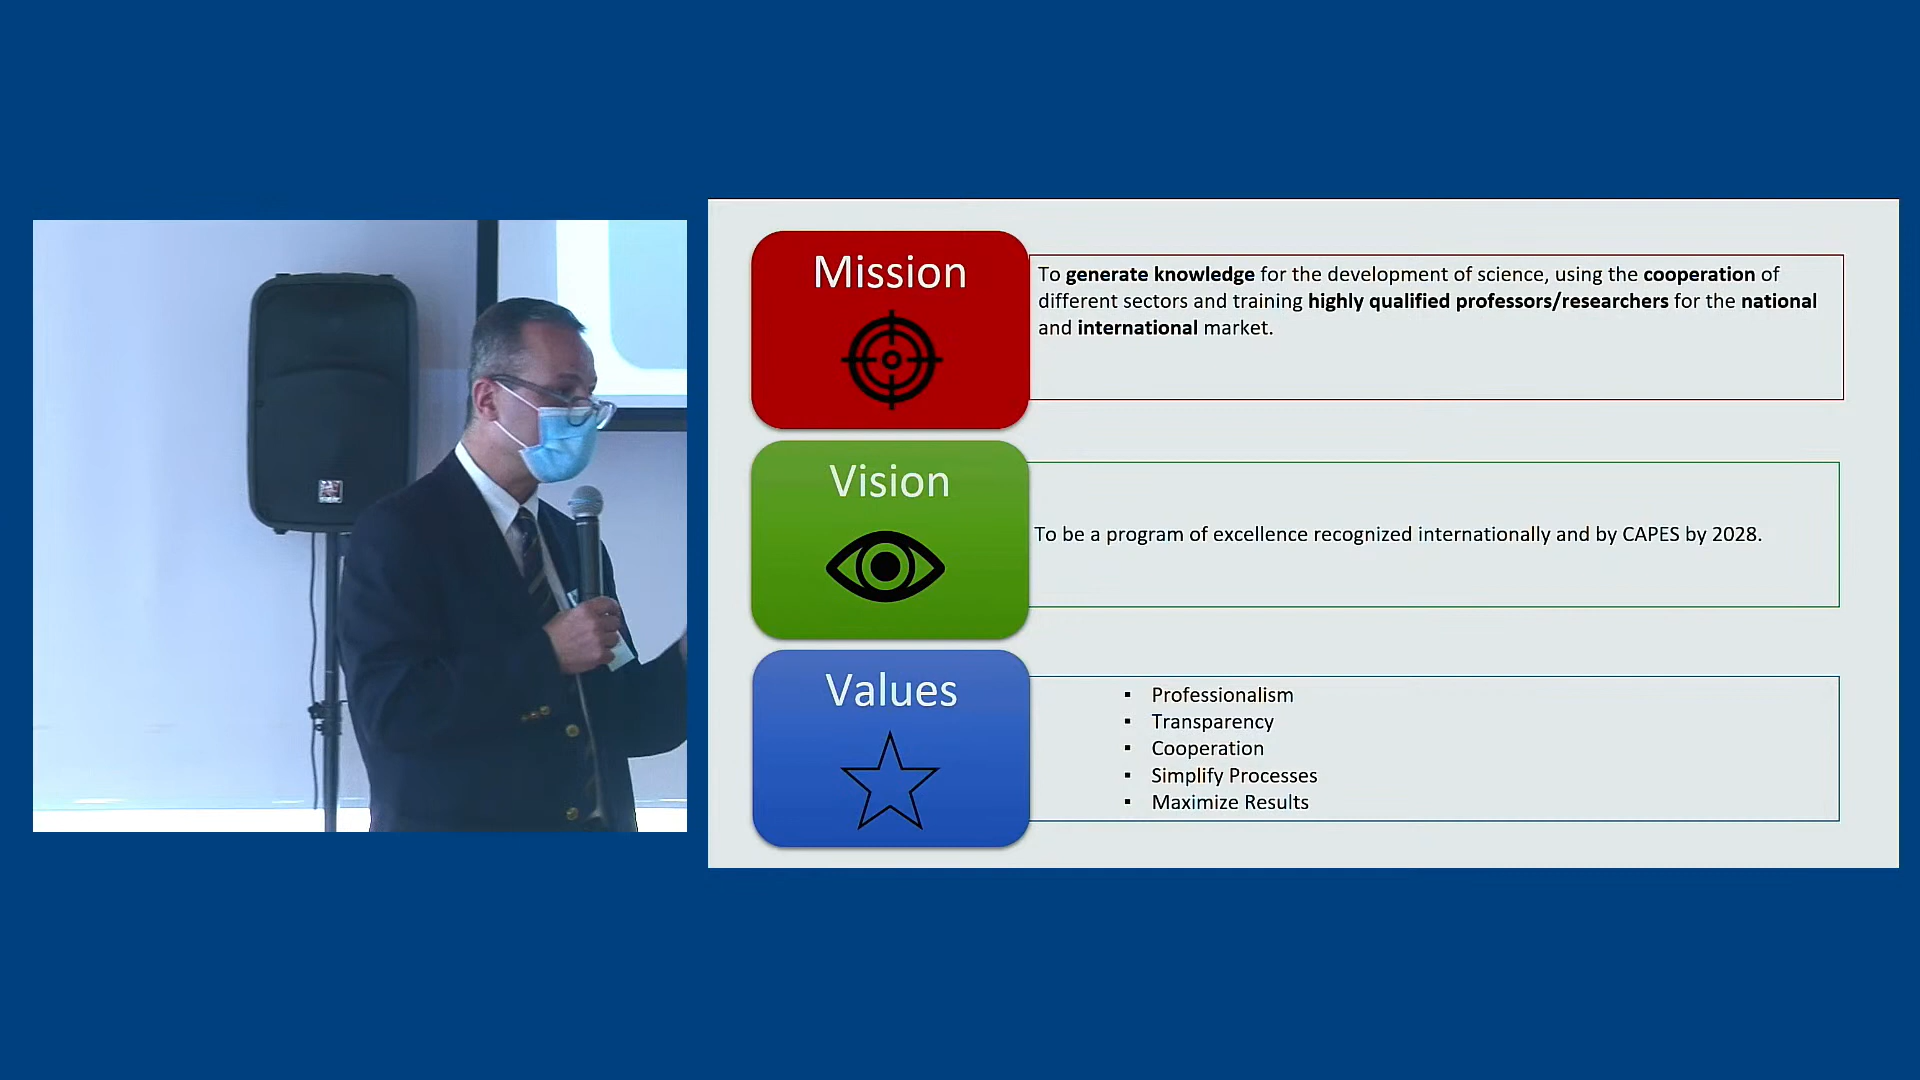 Mission
To generate knowledge for the development of science, using the cooperation of
different sectors and training highly qualified professors/researchers for the national
and international market.
Vision
To be a program of excellence recognized internationally and by CAPES by 2028.
Values
▪ Professionalism
▪ Transparency
▪ Cooperation
▪ Simplify Processes
▪ Maximize Results